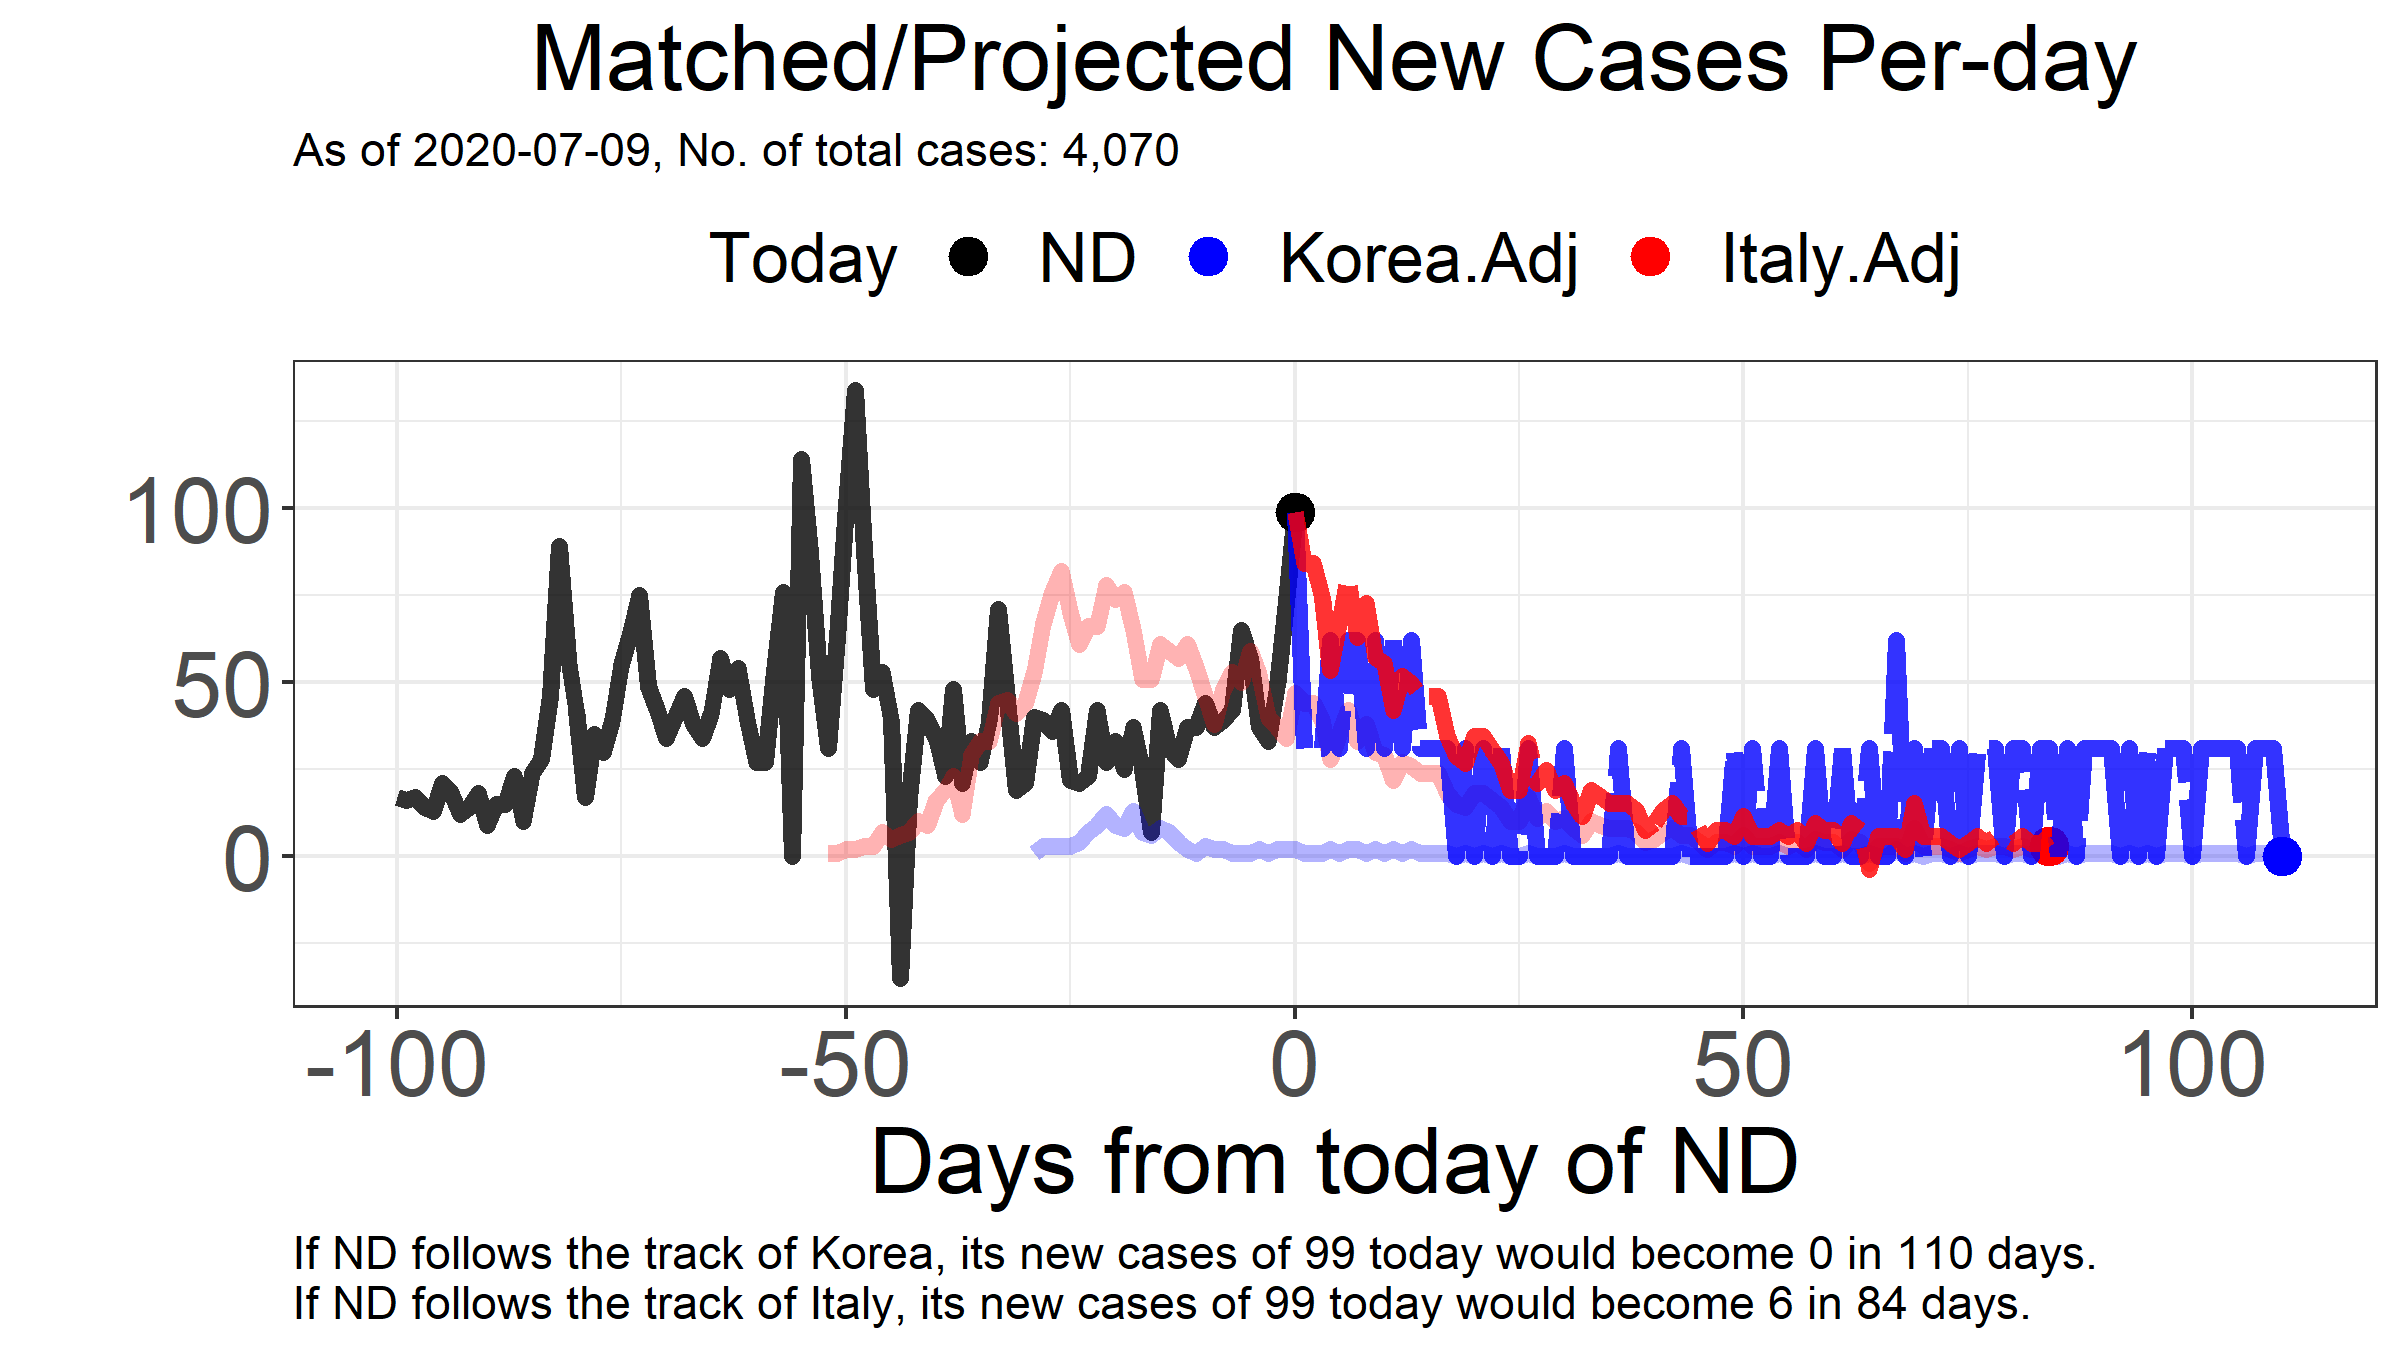 Matched/Projected New Cases Per-day
As of 2020-07-09, No. of total cases: 4,070
Today ND Korea.Adj Italy.Adj
100
50
0
-100 -50 0 50 100
Days from today of ND
If ND follows the track of Korea, its new cases of 99 today would become 0 in 110 days.
If ND follows the track of Italy, its new cases of 99 today would become 6 in 84 days.